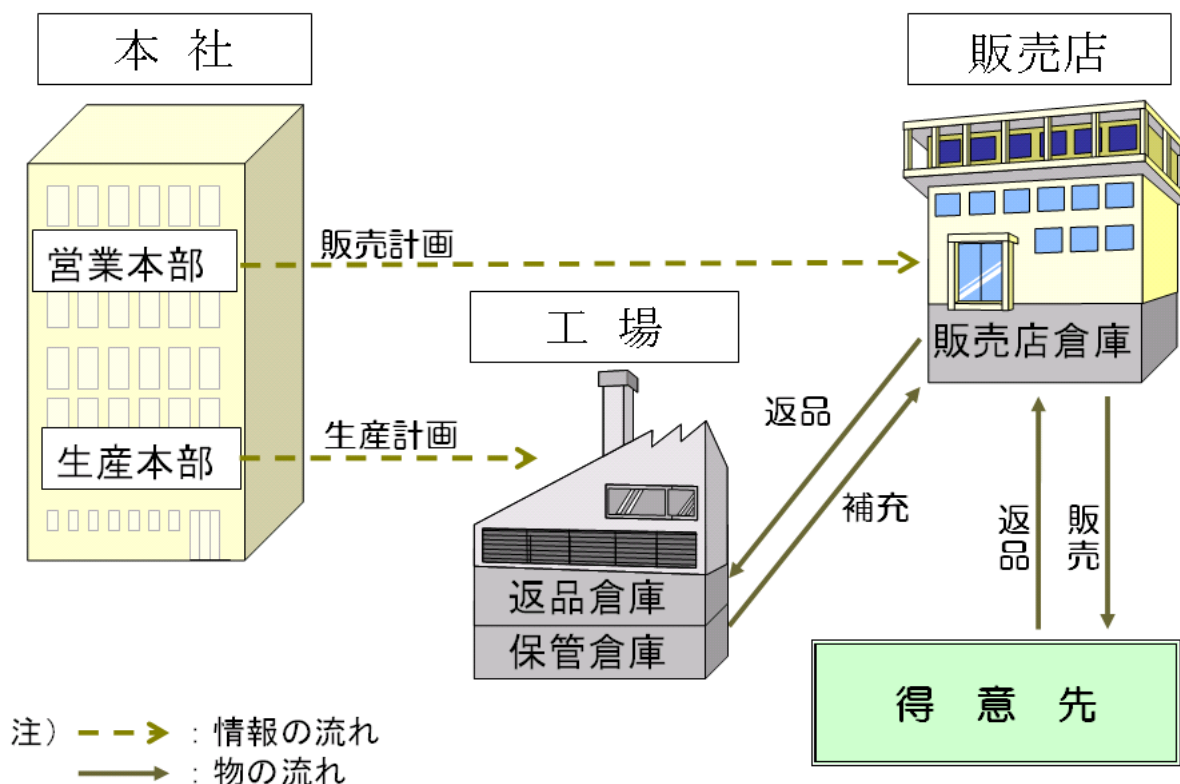 本 社
販売店
営業本部
販売計画
工 場
販売店倉庫
生産本部
生産計画
返品
補充
返品
販売
返品倉庫
保管倉庫
得 意 先
注） : 情報の流れ
: 物の流れ